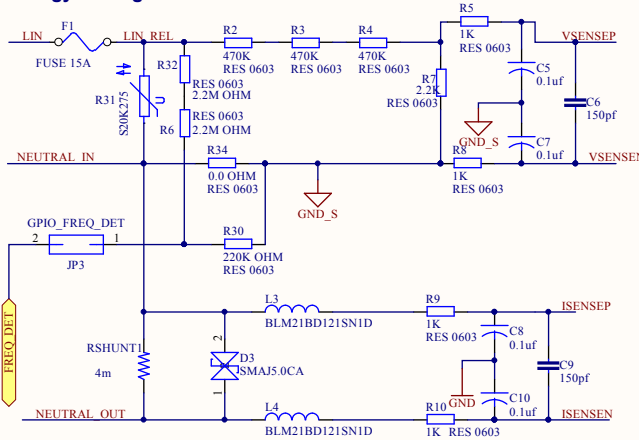 R5
F1
LIN
LIN_REL
R2
R3
R4
1K
RES 0603
VSENSEP
FUSE 15A
R32
470K
RES 0603
470K
RES 0603
470K
RES 0603
C5
0.1uf
R31
S20K275
U
RES 0603
2.2M OHM
R7
2.2K
RES 0603
C6
150pf
RES 0603
2.2M OHM
R6
GND_S
C7
0.1uf
NEUTRAL_IN
R34
R8
VSENSEN
0.0 OHM
RES 0603
1K
RES 0603
GND_S
GPIO_FREQ_DET
R30
2
1
JP3
220K OHM
RES 0603
L3
R9
ISENSEP
BLM21BD121SN1D
1K
RES 0603
C8
0.1uf
FREQ_DET
RSHUNT1
4m
2
D3
SMAJ5.0CA
1
C9
150pf
GND
C10
0.1uf
NEUTRAL_OUT
L4
R10
ISENSEN
BLM21BD121SN1D
1K
RES 0603